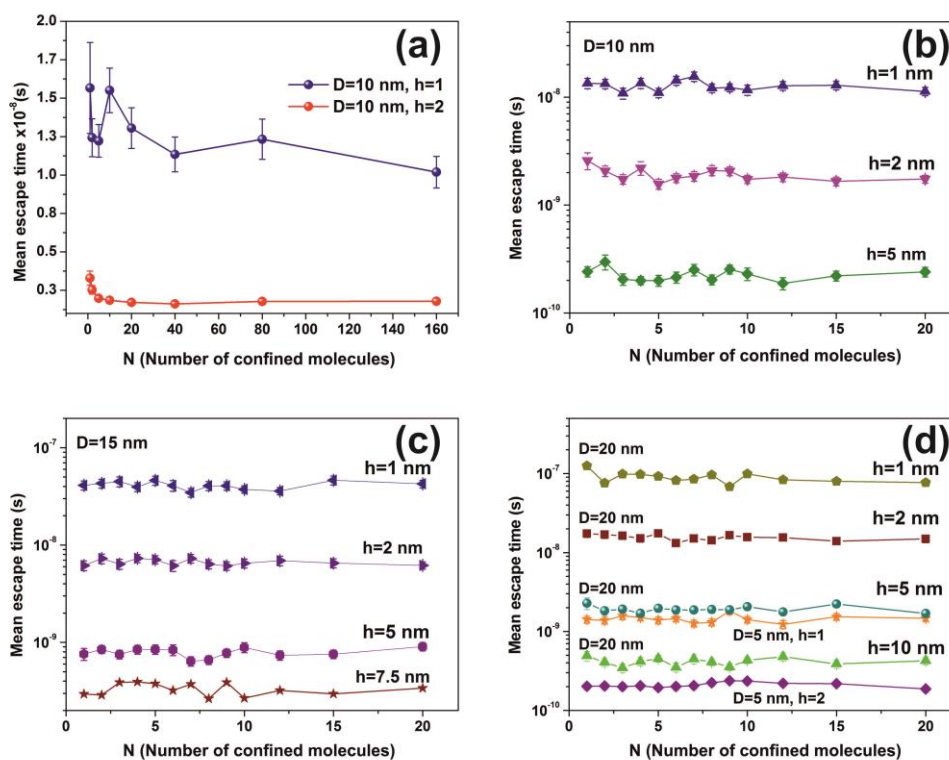 (a)
2.0
1.7
1.5
1.3
1.0
0.8
0.5
0.3
Mean escape time x10⁻⁸(s)
D=10 nm, h=1
D=10 nm, h=2
0 20 40 60 80 100 120 140 160
N (Number of confined molecules)
(b)
D=10 nm
h=1 nm
10⁻⁸
h=2 nm
10⁻⁹
h=5 nm
10⁻¹⁰
Mean escape time (s)
0 5 10 15 20
N (Number of confined molecules)
(c)
10⁻⁷
D=15 nm
h=1 nm
10⁻⁸
h=2 nm
h=5 nm
10⁻⁹
h=7.5 nm
Mean escape time (s)
0 5 10 15 20
N (Number of confined molecules)
(d)
D=20 nm
h=1 nm
10⁻⁷
D=20 nm
h=2 nm
10⁻⁸
D=20 nm
h=5 nm
10⁻⁹
D=5 nm, h=1
D=20 nm
h=10 nm
D=5 nm, h=2
10⁻¹⁰
Mean escape time (s)
0 5 10 15 20
N (Number of confined molecules)